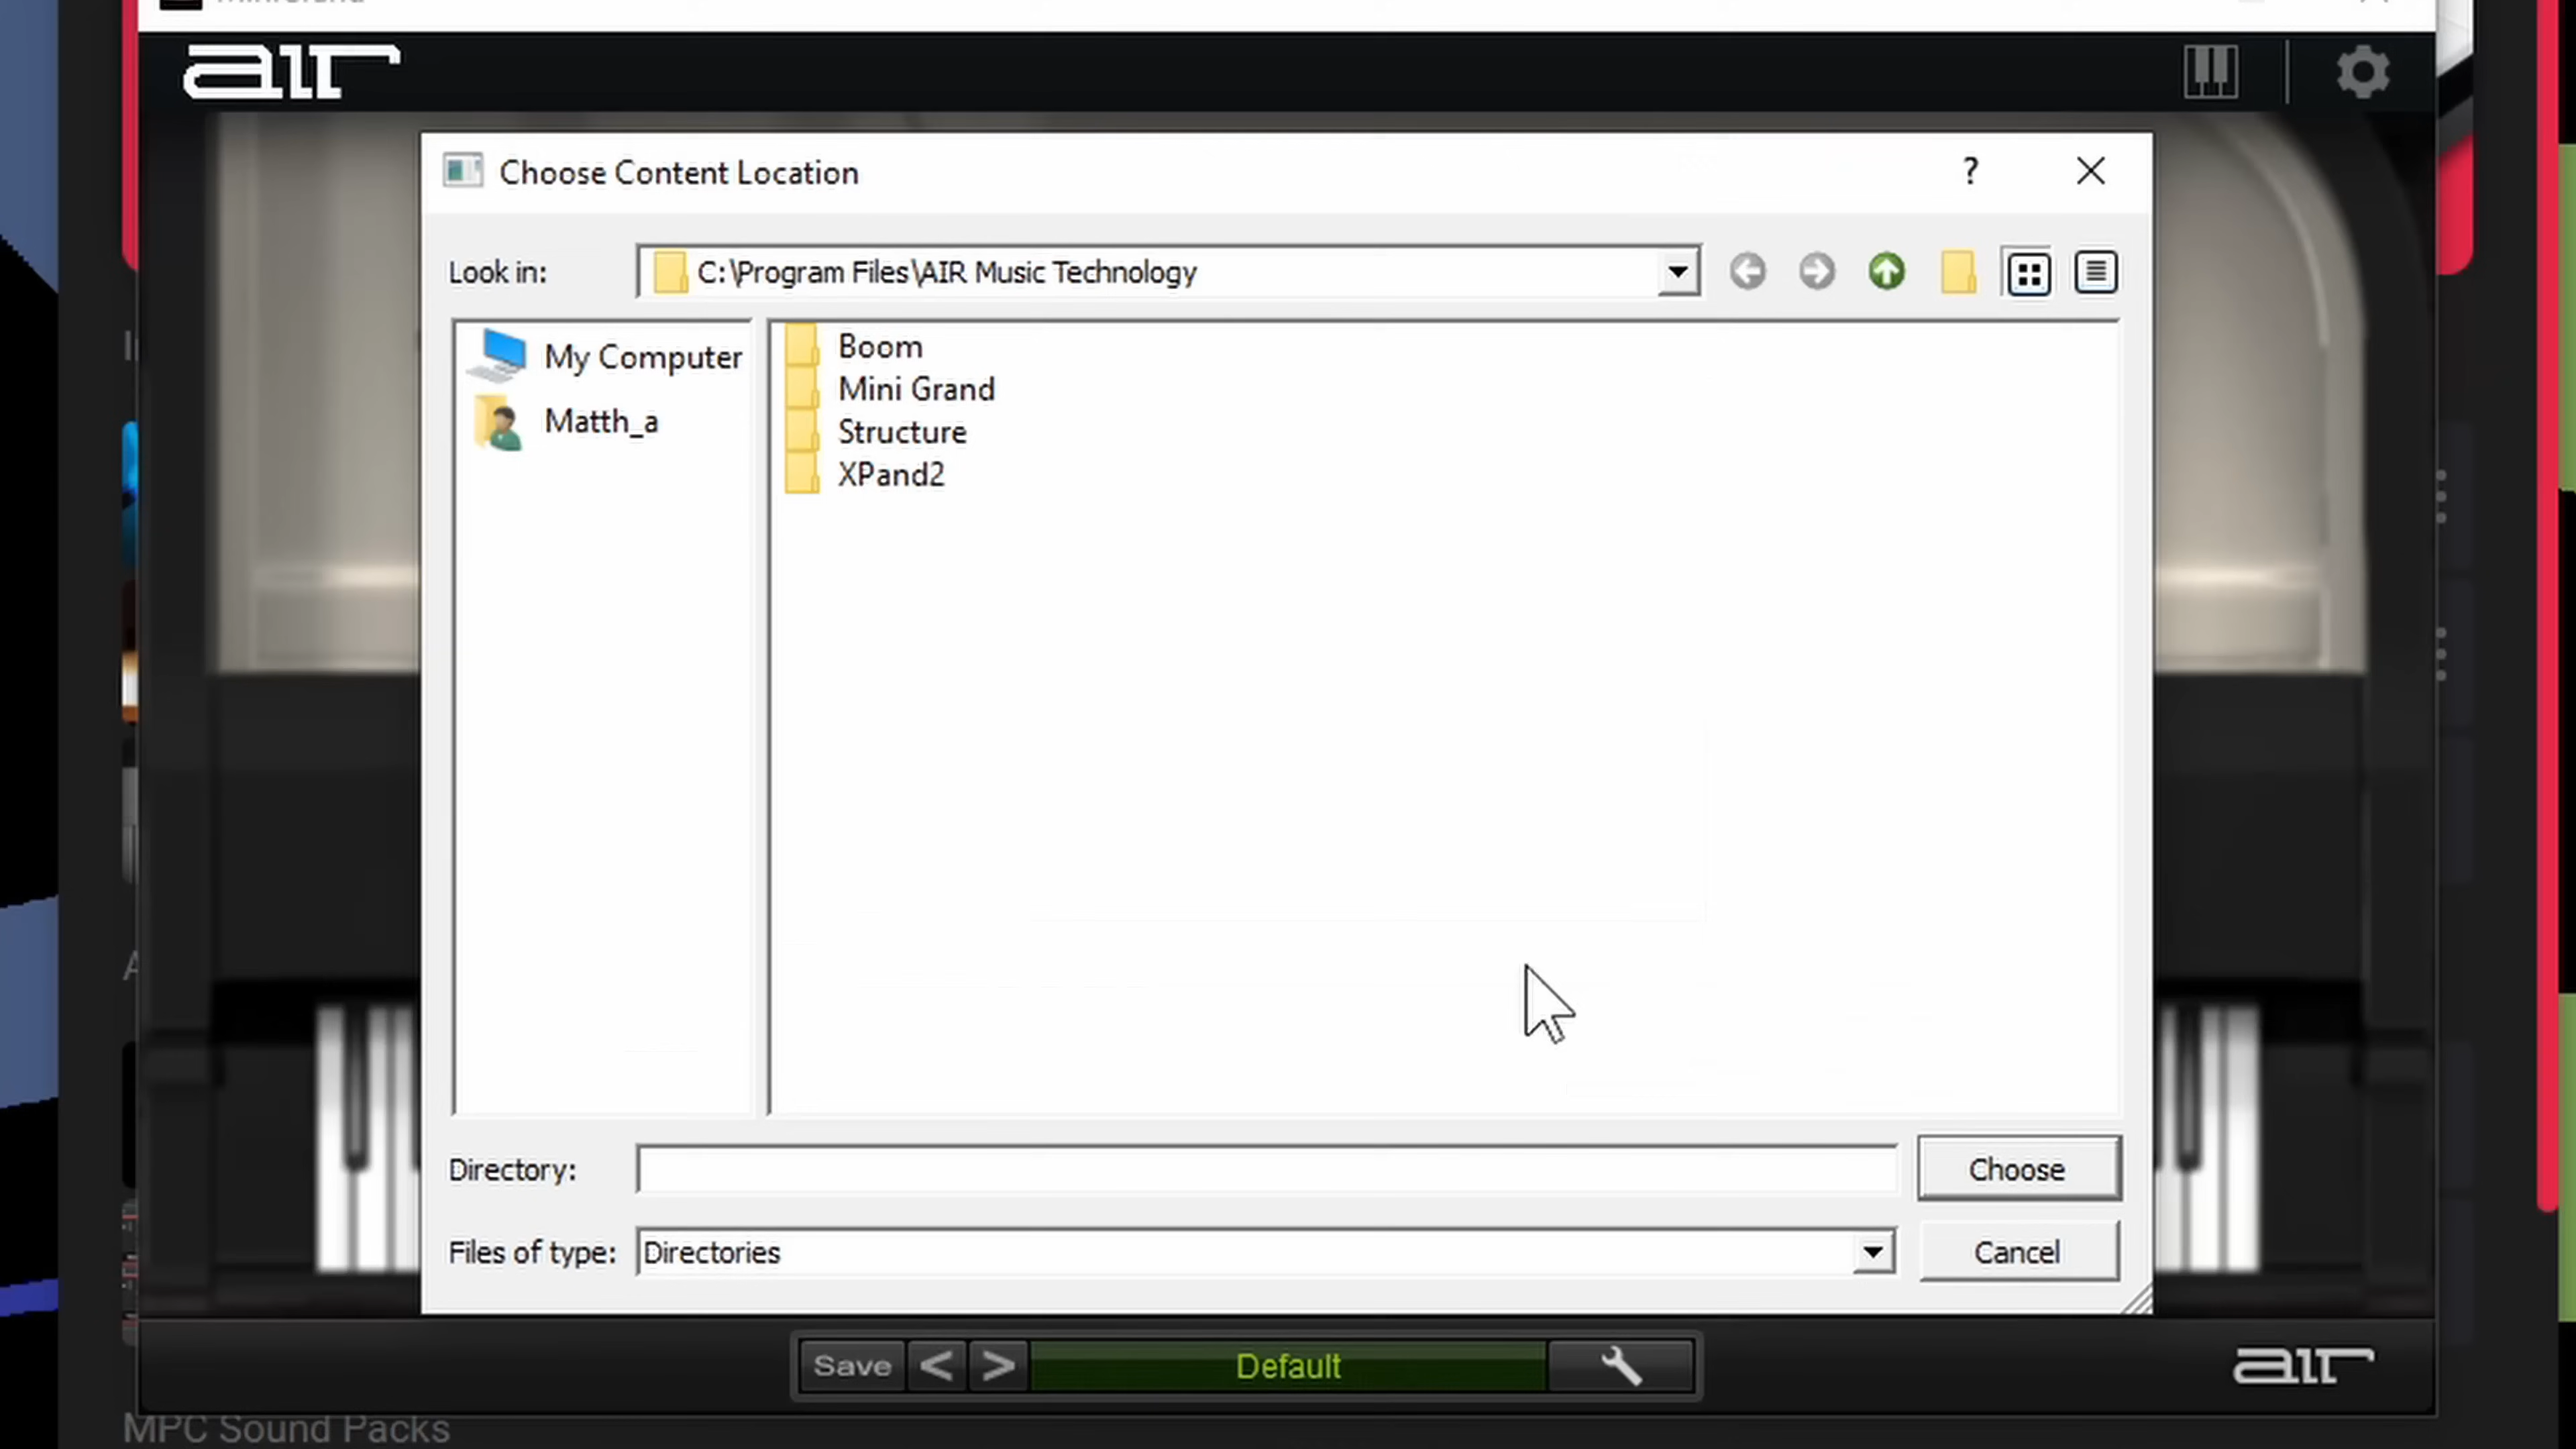 air
Choose Content Location
?
Look in:
C:\Program Files\AIR Music Technology
My Computer
Matth_a
Boom
Mini Grand
Structure
XPand2
Directory:
Choose
Files of type:
Directories
Cancel
Save
<
>
Default
air
MPC Sound Packs